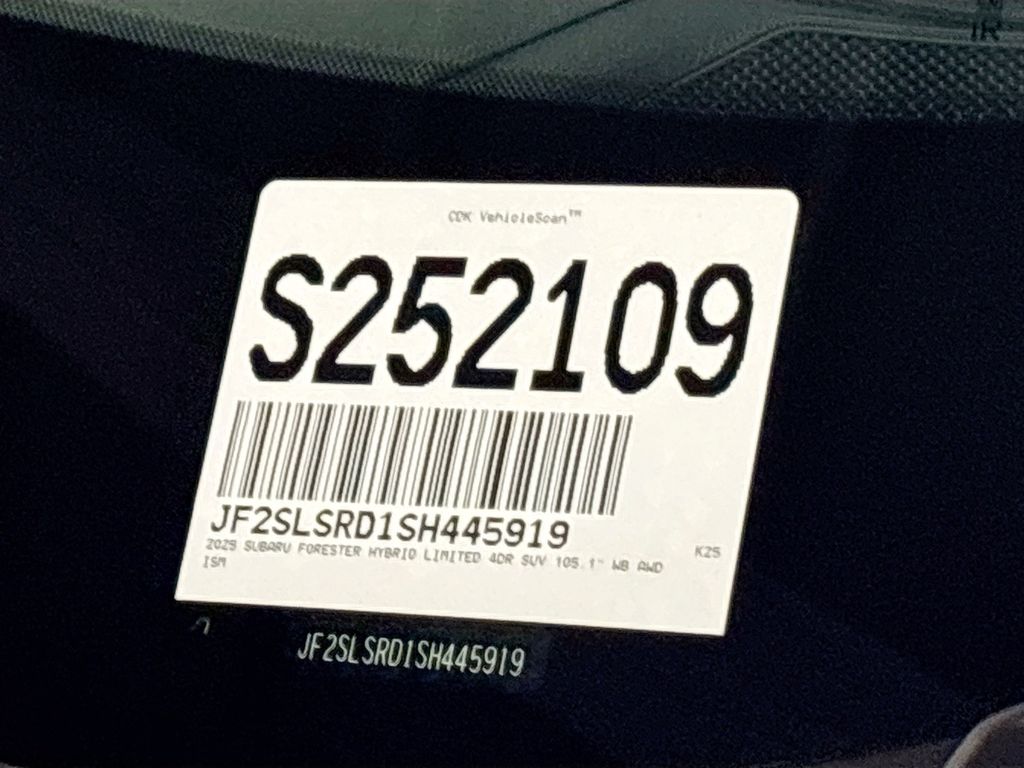 CDK VehicleScan™
S252109
JF2SLSRD1SH445919
2025 SUBARU FORESTER HYBRID LIMITED 4DR SUV 105.1" WB AWD K25
ISM
JF2SLSRD1SH445919